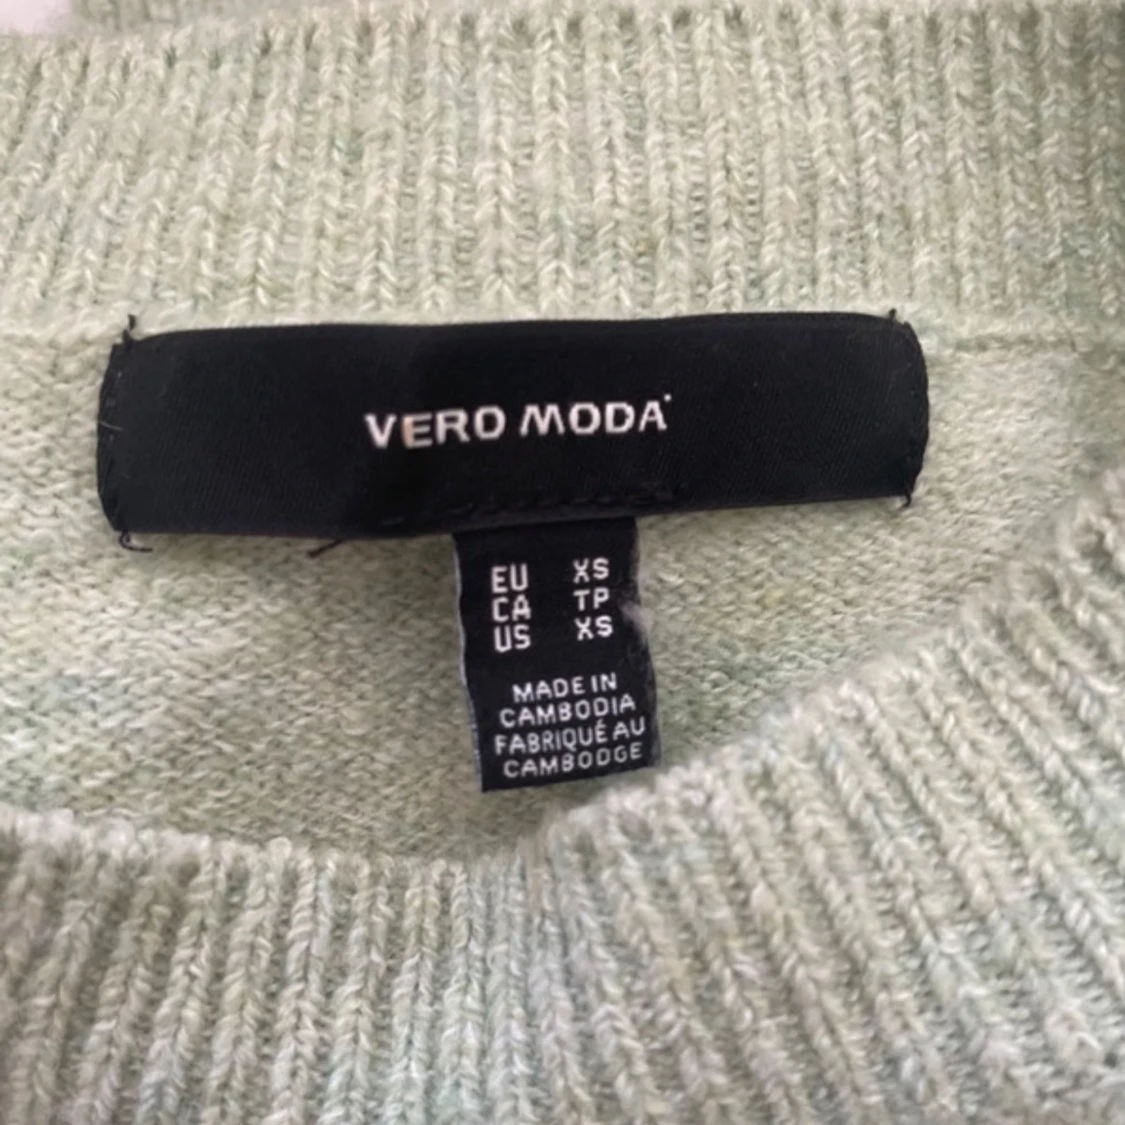 VERO MODA
EU XS
CA TP
US XS
MADE IN
CAMBODIA
FABRIQUÉ AU
CAMBODGE